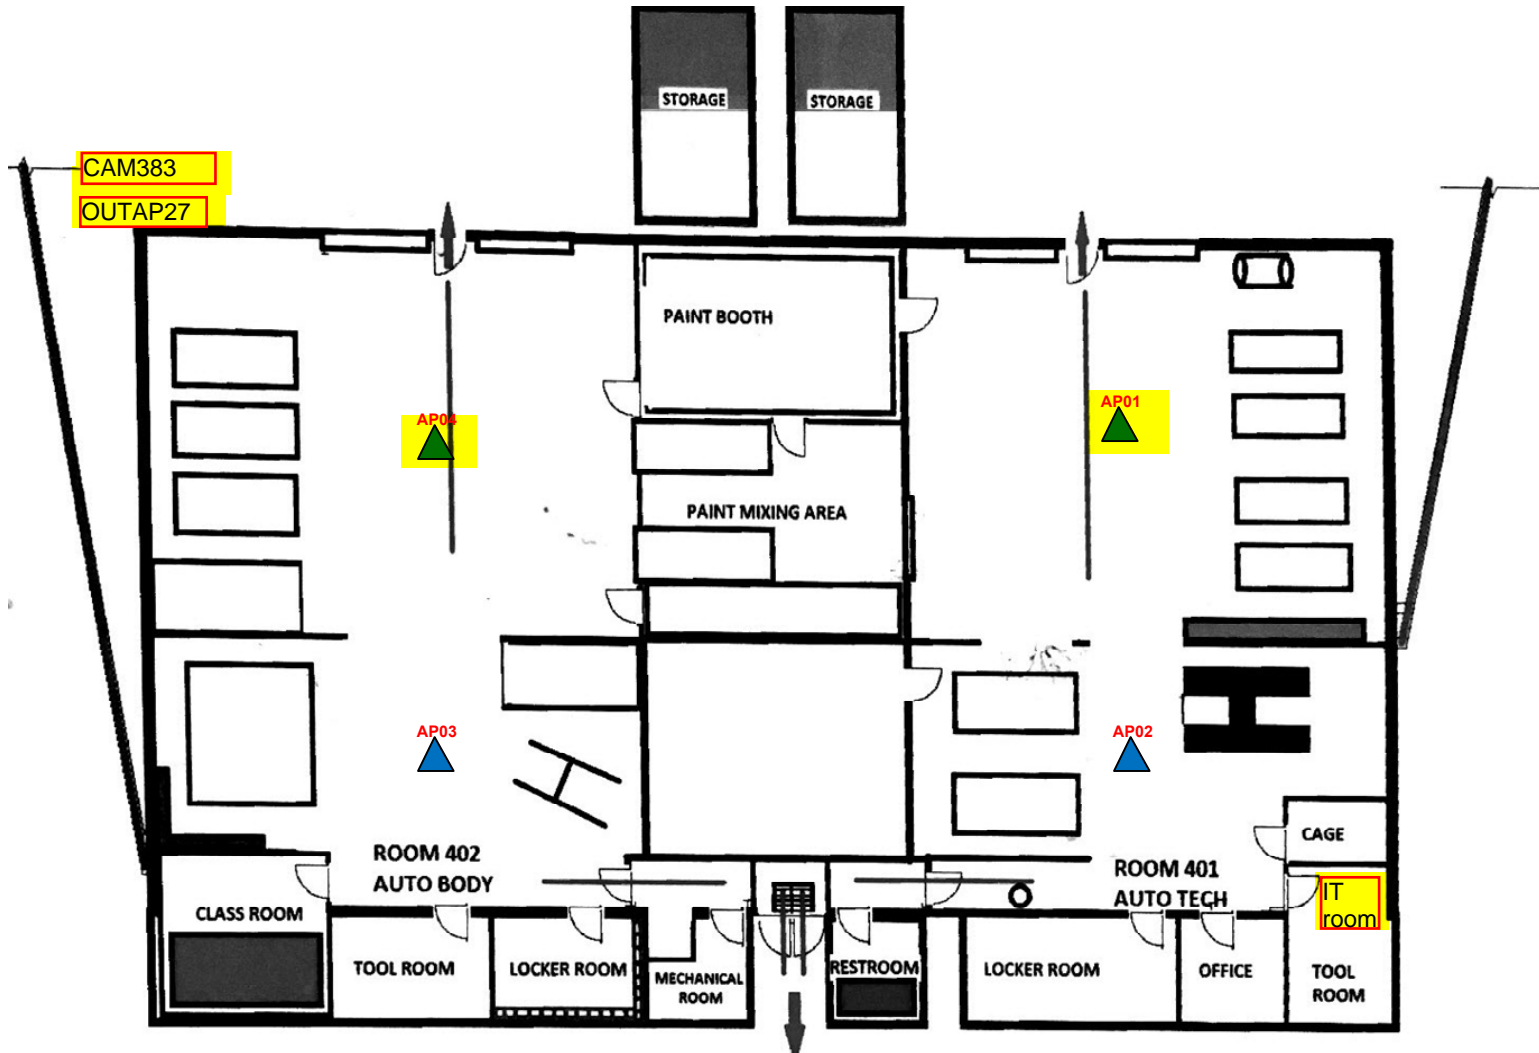 STORAGE
STORAGE
CAM383
OUTAP27
PAINT BOOTH
AP04
AP01
PAINT MIXING AREA
AP03
AP02
CAGE
ROOM 402
AUTO BODY
ROOM 401
AUTO TECH
IT
room
CLASS ROOM
TOOL ROOM
LOCKER ROOM
MECHANICAL
ROOM
RESTROOM
LOCKER ROOM
OFFICE
TOOL
ROOM